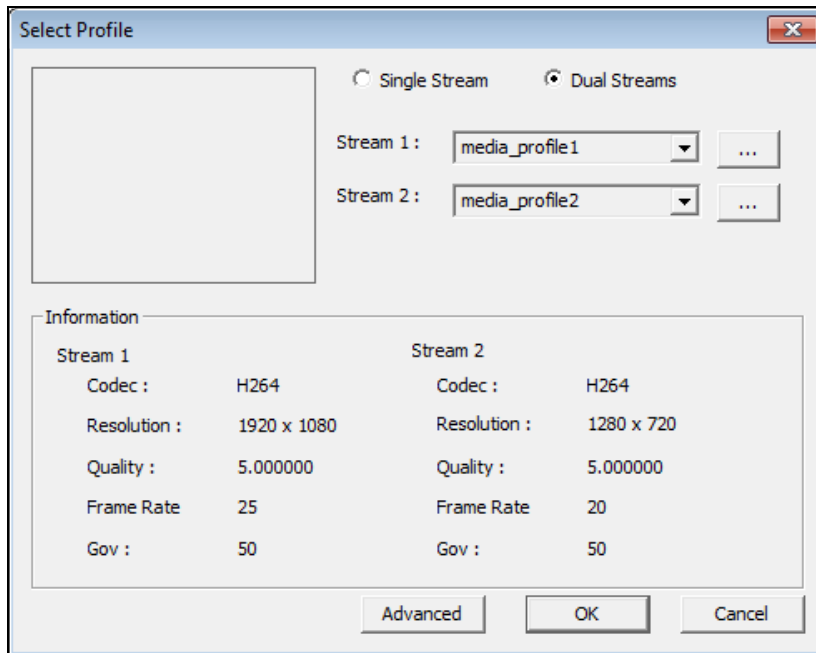 Select Profile
Single Stream Dual Streams
Stream 1 : media_profile1 ...
Stream 2 : media_profile2 ...
Information
Stream 1 Stream 2
Codec : H264 Codec : H264
Resolution : 1920 x 1080 Resolution : 1280 x 720
Quality : 5.000000 Quality : 5.000000
Frame Rate 25 Frame Rate 20
Gov : 50 Gov : 50
Advanced OK Cancel